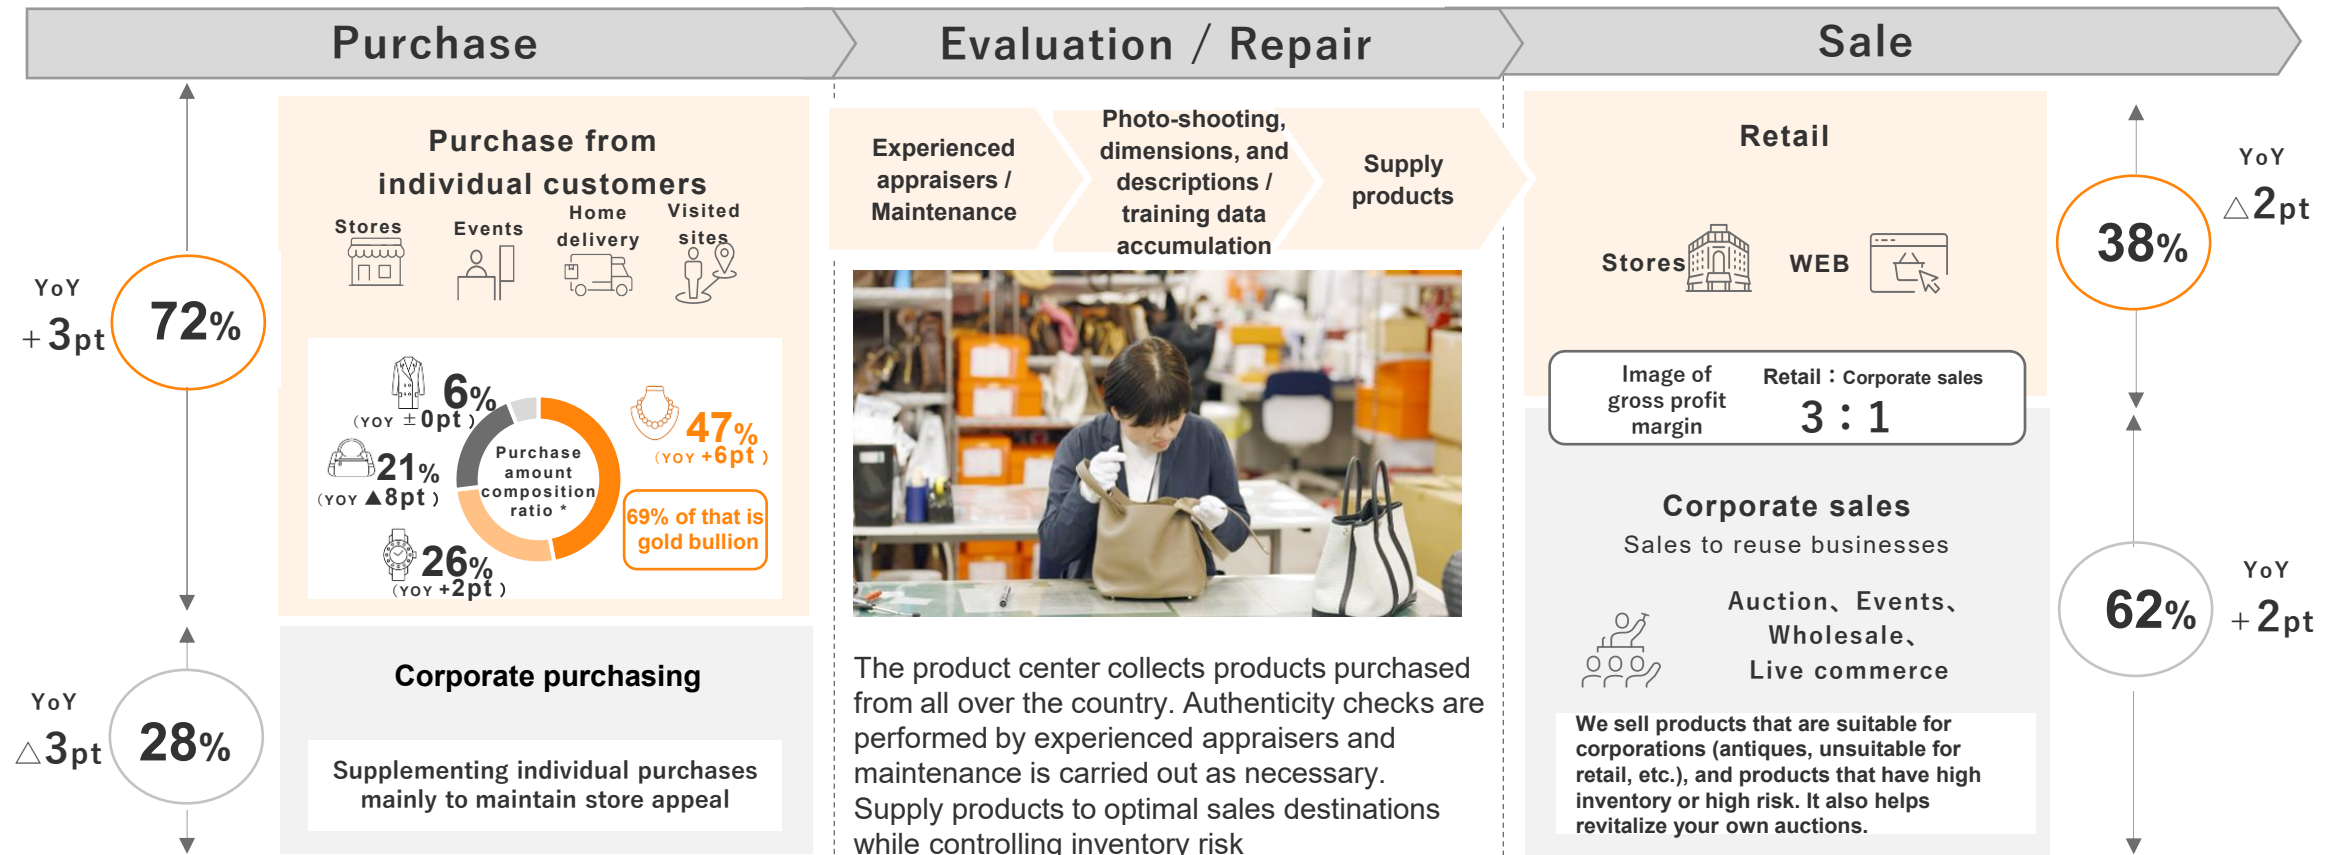 Purchase
Evaluation / Repair
Sale
YoY
+3pt
72%
YoY
△3pt
28%
Purchase from
individual customers
Stores
Events
Home
delivery
Visited
sites
6%
(YOY ±0pt)
21%
(YOY ▲8pt)
26%
(YOY +2pt)
Purchase
amount
composition
ratio *
47%
(YOY +6pt)
69% of that is
gold bullion
Corporate purchasing
Supplementing individual purchases
mainly to maintain store appeal
Experienced
appraisers /
Maintenance
Photo-shooting,
dimensions, and
descriptions /
training data
accumulation
Supply
products
The product center collects products purchased
from all over the country. Authenticity checks are
performed by experienced appraisers and
maintenance is carried out as necessary.
Supply products to optimal sales destinations
while controlling inventory risk
Retail
Stores
WEB
Image of
gross profit
margin
Retail：Corporate sales
3：1
Corporate sales
Sales to reuse businesses
Auction、Events、
Wholesale、
Live commerce
We sell products that are suitable for
corporations (antiques, unsuitable for
retail, etc.), and products that have high
inventory or high risk. It also helps
revitalize your own auctions.
38%
YoY
△2pt
62%
YoY
+2pt